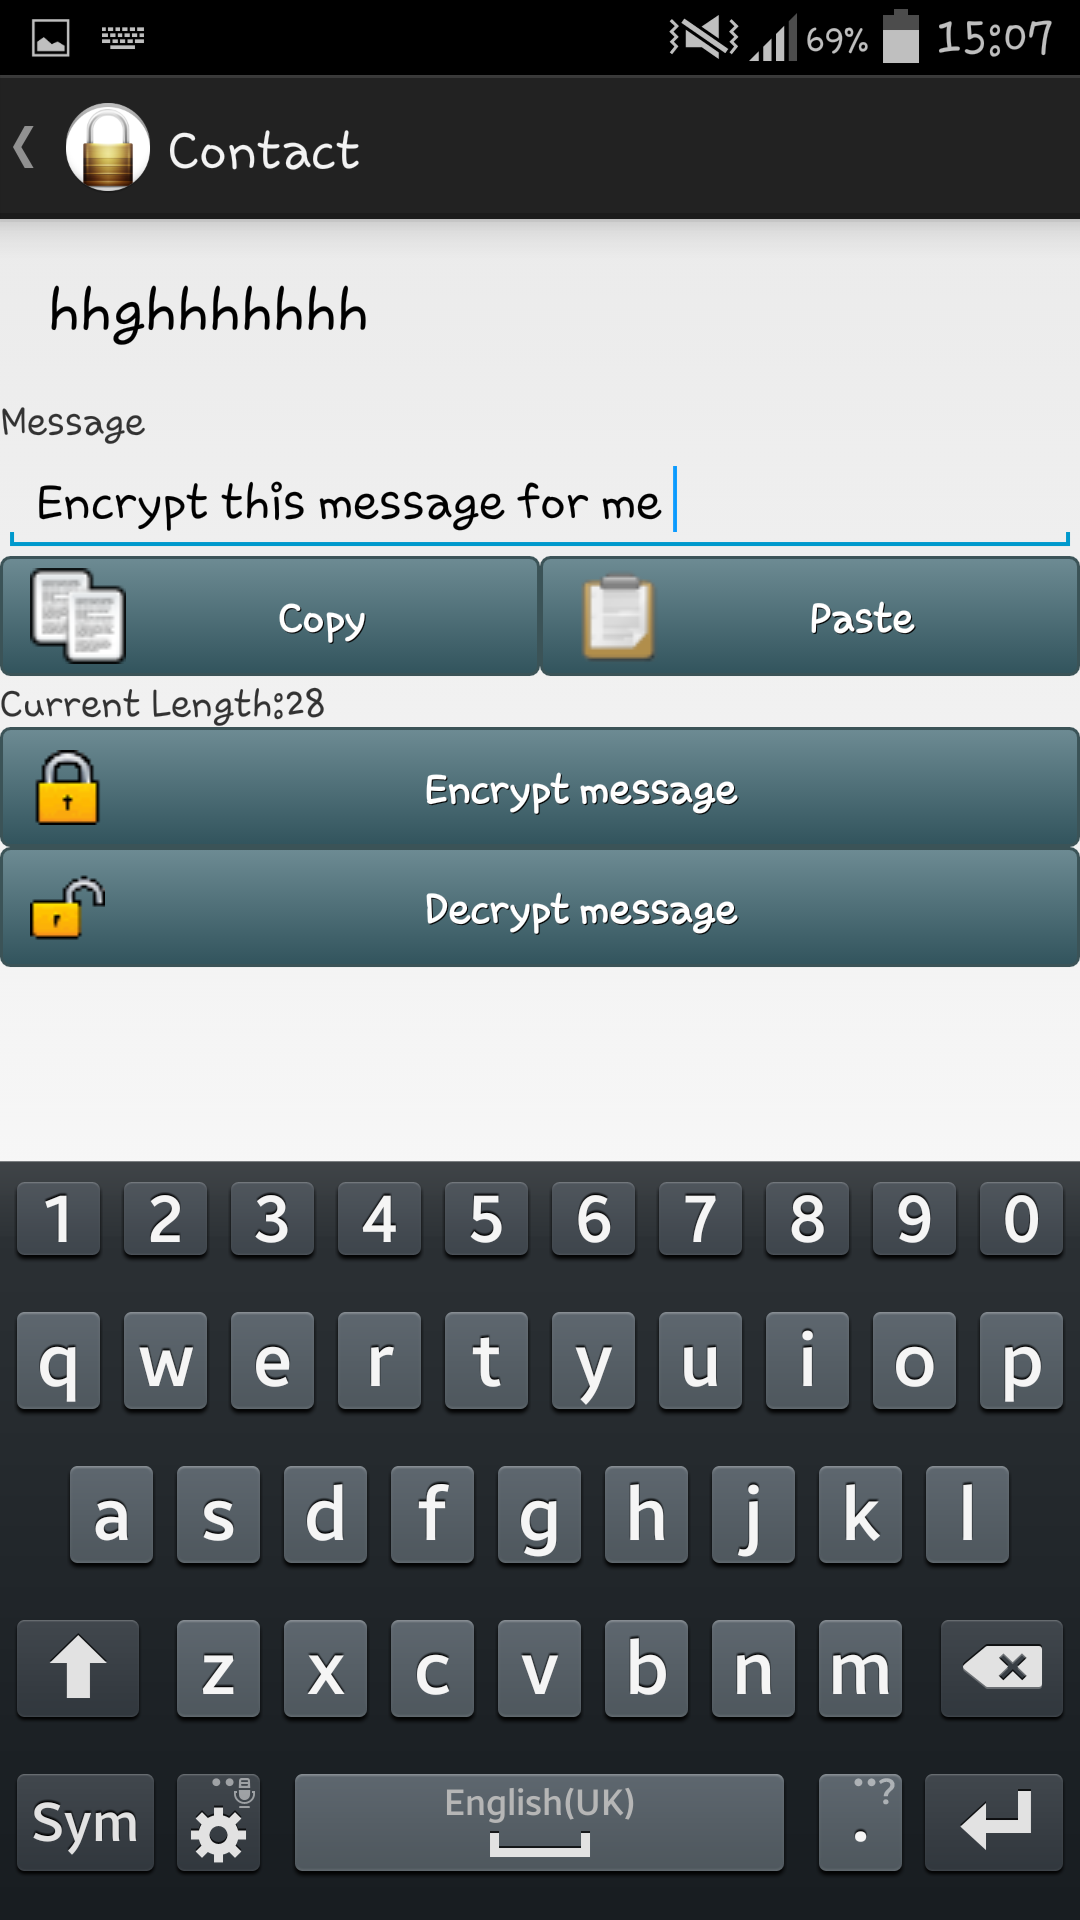 69% 15:07
Contact
hhghhhhhhh
Message
Encrypt this message for me
Copy Paste
Current Length:28
Encrypt message
Decrypt message
1 2 3 4 5 6 7 8 9 0
q w e r t y u i o p
a s d f g h j k l
z x c v b n m
Sym English(UK) . ?